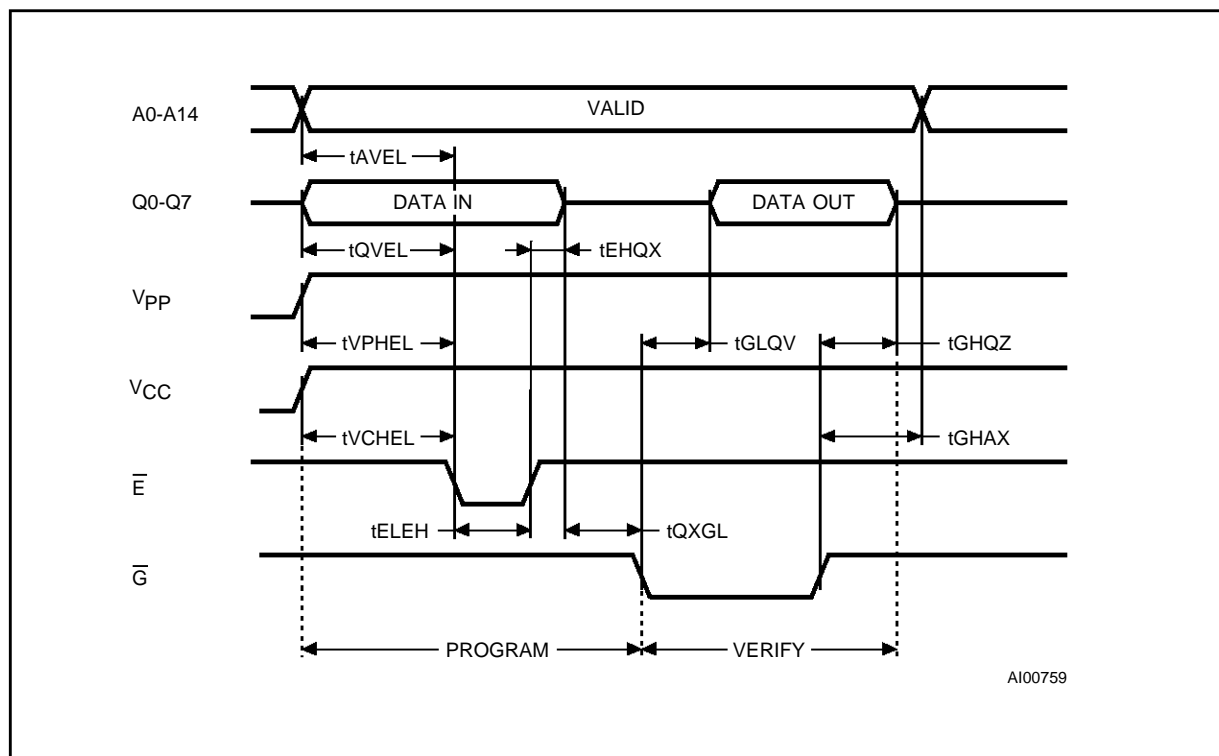 A0-A14
VALID
tAVEL
Q0-Q7
DATA IN
DATA OUT
tQVEL
tEHQX
VPP
tVPHEL
tGLQV
tGHQZ
VCC
tVCHEL
tGHAX
E̅
tELEH
tQXGL
G̅
PROGRAM
VERIFY
AI00759